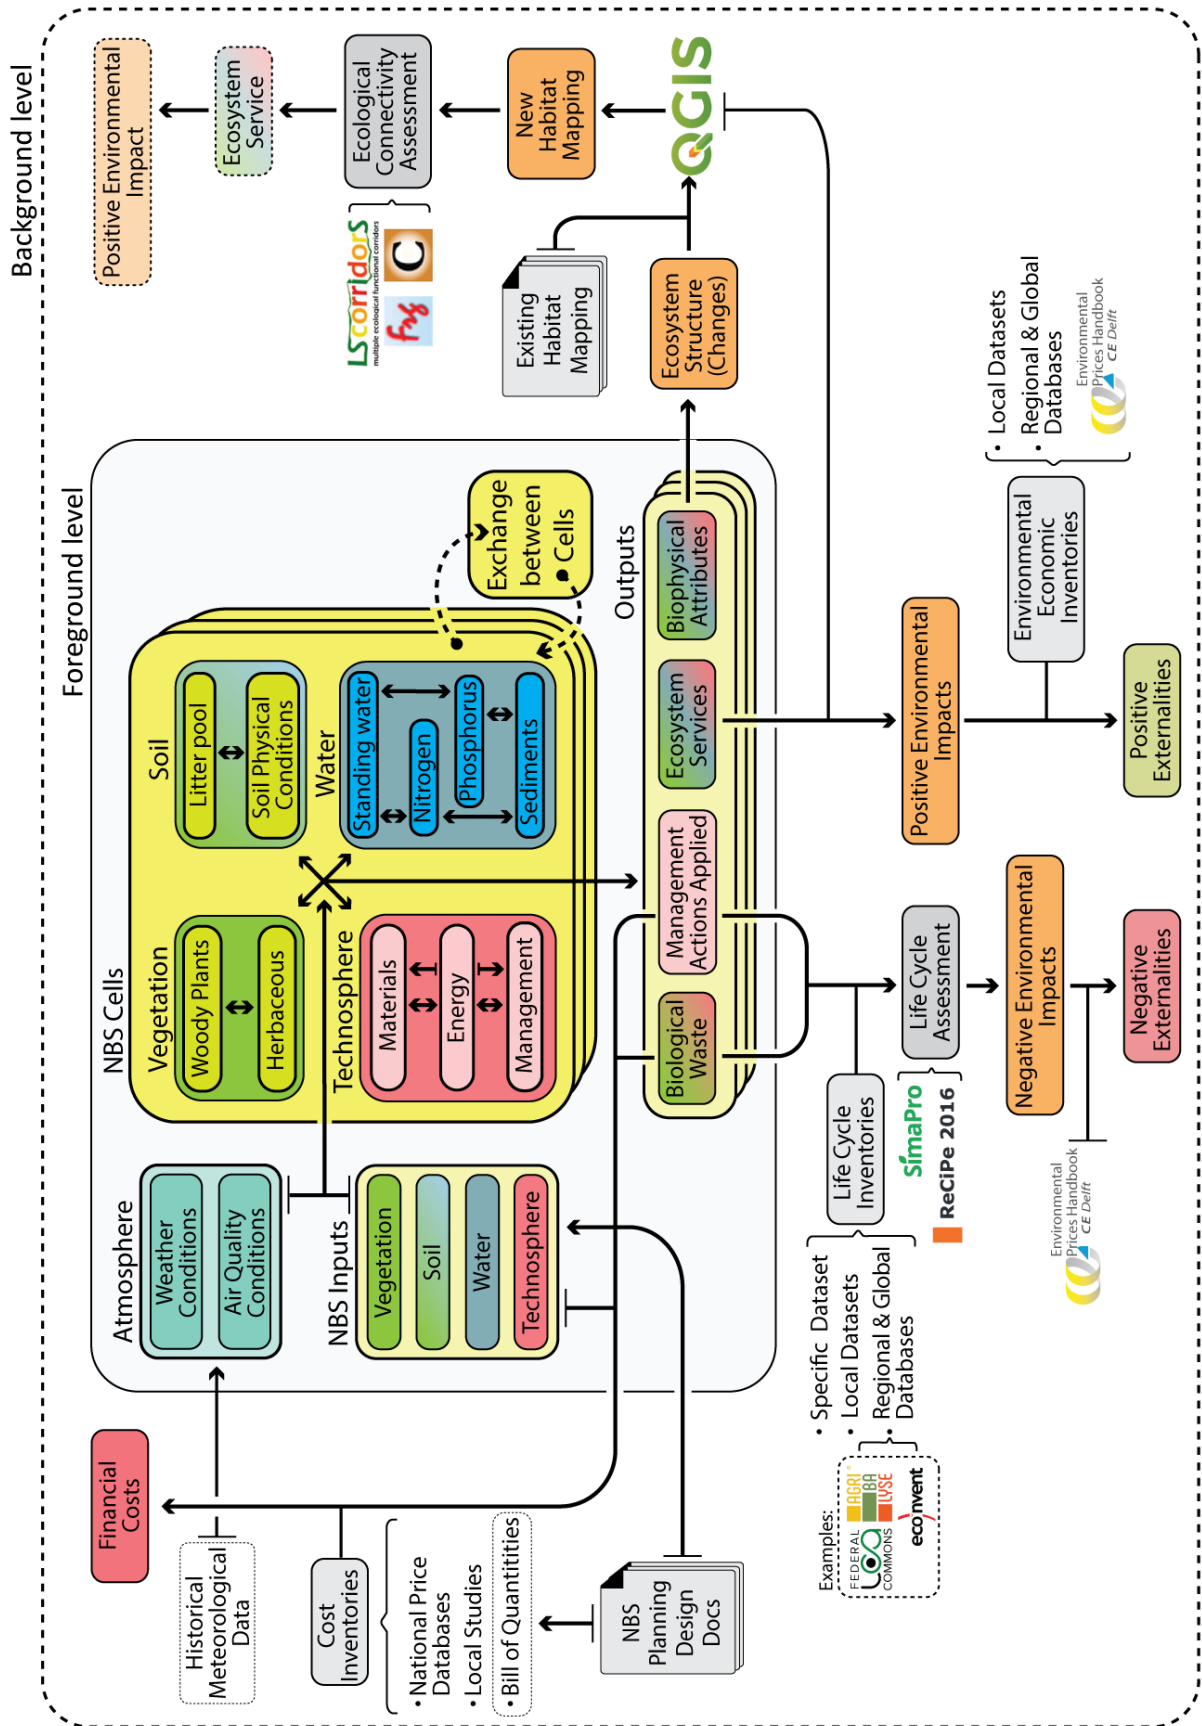 Background level
Foreground level
Financial
Costs
Historical
Meteorological
Data
Cost
Inventories
• National Price
Databases
• Local Studies
• Bill of Quantitities
NBS
Planning
Design
Docs
Atmosphere
Weather
Conditions
Air Quality
Conditions
NBS Inputs
Vegetation
Soil
Water
Technosphere
NBS Cells
Vegetation
Woody Plants
Herbaceous
Soil
Litter pool
Soil Physical
Conditions
Technosphere
Materials
Energy
Management
Water
Standing water
Nitrogen
Phosphorus
Sediments
Exchange
between
Cells
Outputs
Biological
Waste
Management
Actions Applied
Ecosystem
Services
Biophysical
Attributes
Positive Environmental
Impact
Ecosystem
Service
Ecological
Connectivity
Assessment
LScorridorS
multiple ecological functional corridors
C
New
Habitat
Mapping
QGIS
Existing
Habitat
Mapping
Ecosystem
Structure
(Changes)
• Specific Dataset
• Local Datasets
• Regional & Global
Databases
Examples:
FEDERAL
LCA
COMMONS
AGRI
BA
LYSE
ecoinvent
Life Cycle
Inventories
SimaPro
ReCiPe 2016
Life Cycle
Assessment
Negative Environmental
Impacts
Environmental
Prices Handbook
CE Delft
Negative
Externalities
Positive Environmental
Impacts
Environmental
Economic
Inventories
• Local Datasets
• Regional & Global
Databases
Environmental
Prices Handbook
CE Delft
Positive
Externalities